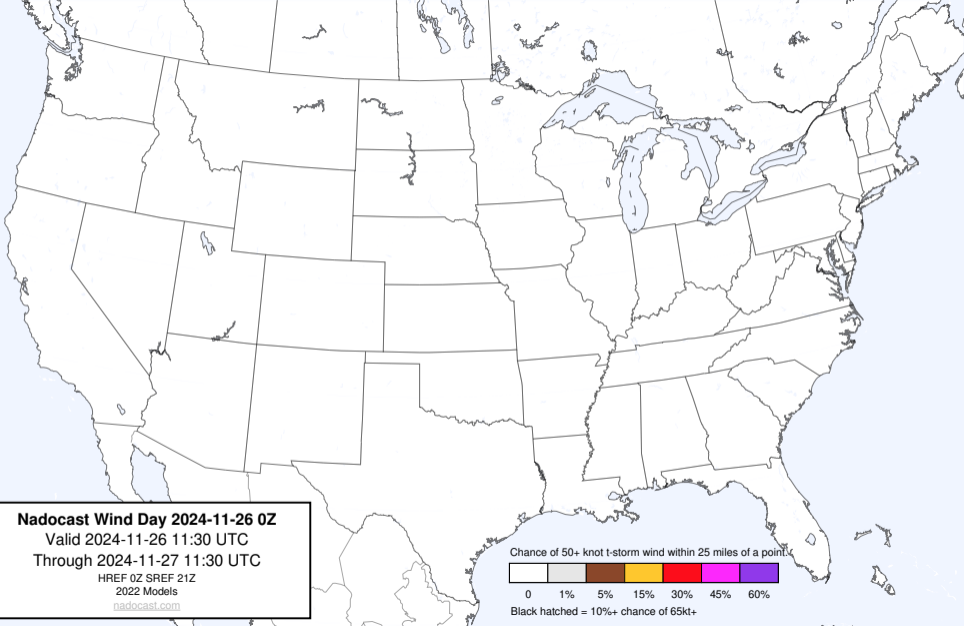 Nadocast Wind Day 2024-11-26 0Z
Valid 2024-11-26 11:30 UTC
Through 2024-11-27 11:30 UTC
HREF 0Z SREF 21Z
2022 Models
nadocast.com
Chance of 50+ knot t-storm wind within 25 miles of a point.
0 1% 5% 15% 30% 45% 60%
Black hatched = 10%+ chance of 65kt+